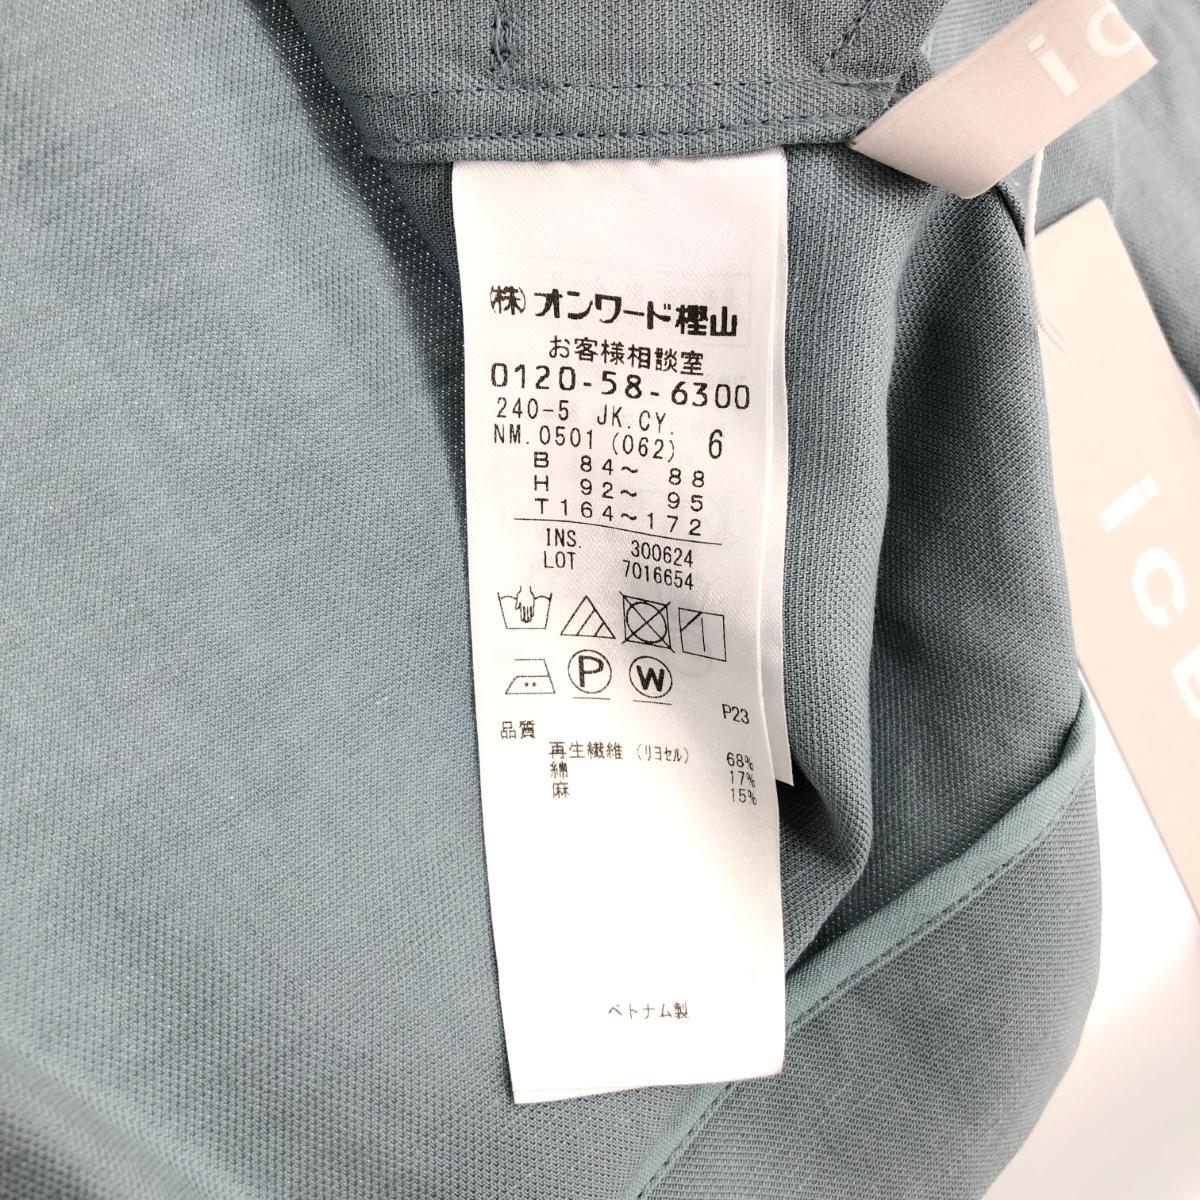 ic
㈱オンワード樫山
お客様相談室
0120-58-6300
240-5 JK.CY. 6
NM.0501 (062)
B 84～ 88
H 92～ 95
T164～172
INS. 300624
LOT 7016654
P W
P23
品質
再生繊維 (リヨセル) 68%
綿 17%
麻 15%
ベトナム製
iCB